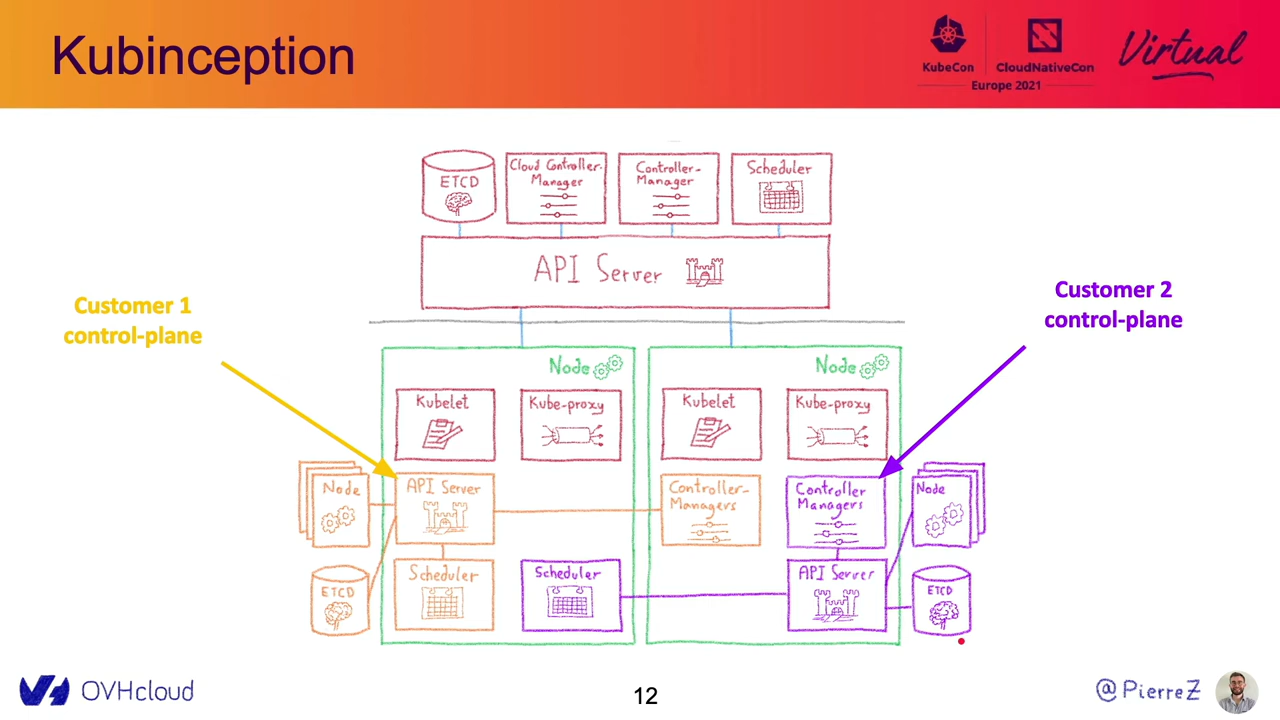 Kubinception
KubeCon
CloudNativeCon
Europe 2021
Virtual
ETCD
Cloud Controller-
Manager
Controller-
Manager
Scheduler
API Server
Customer 1
control-plane
Customer 2
control-plane
Node
Node
Kubelet
Kube-proxy
Kubelet
Kube-proxy
Node
API Server
Controller-
Managers
Controller
Managers
Node
ETCD
Scheduler
Scheduler
API Server
ETCD
OVHcloud
12
@PierreZ